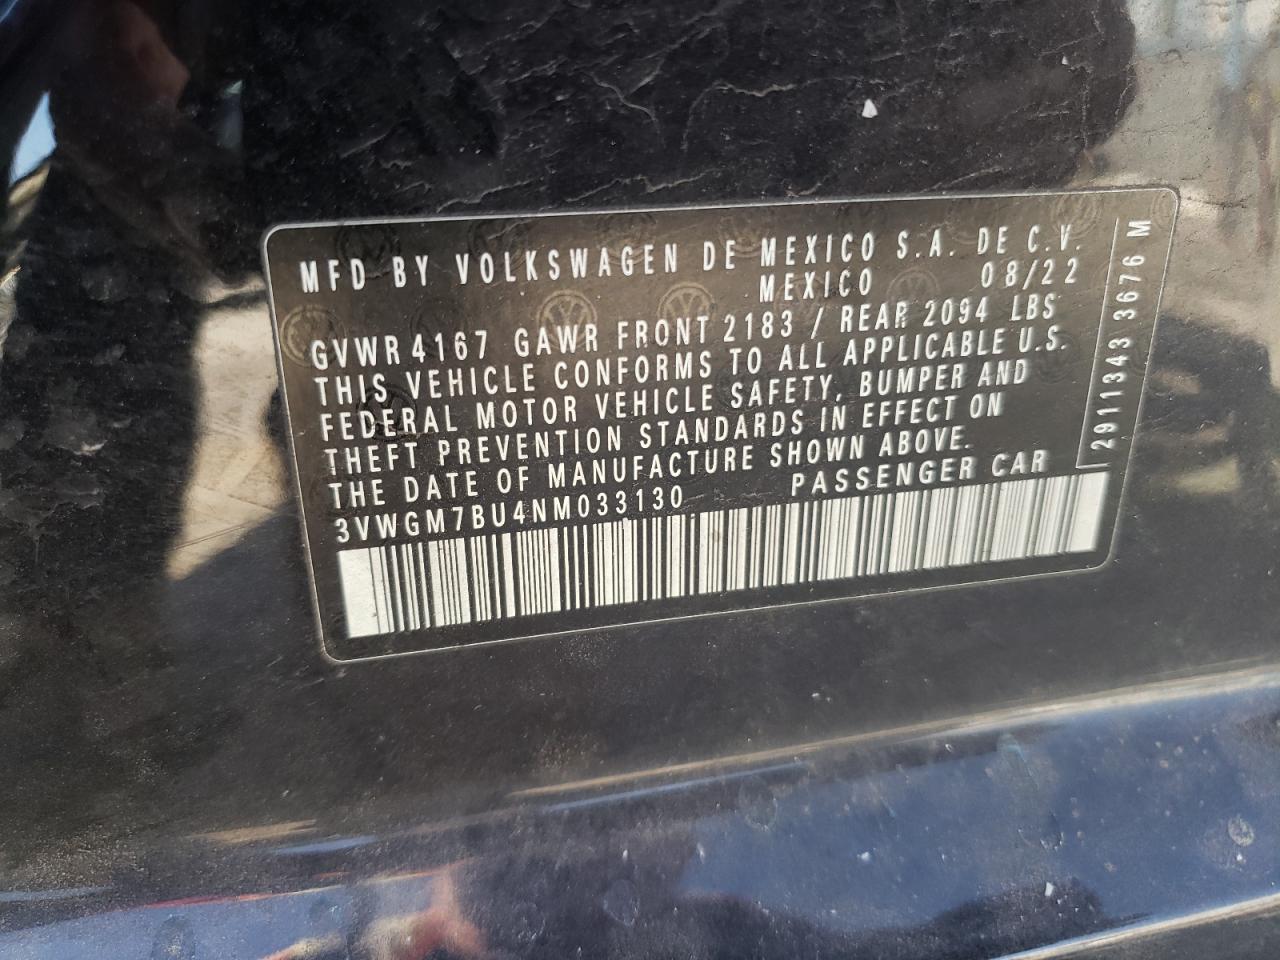 MFD BY VOLKSWAGEN DE MEXICO S.A. DE C.V.
MEXICO 08/22
GVWR 4167 GAWR FRONT 2183 / REAR 2094 LBS
THIS VEHICLE CONFORMS TO ALL APPLICABLE U.S.
FEDERAL MOTOR VEHICLE SAFETY, BUMPER AND
THEFT PREVENTION STANDARDS IN EFFECT ON
THE DATE OF MANUFACTURE SHOWN ABOVE.
3VWGM7BU4NM033130 PASSENGER CAR
2911343 3676 M